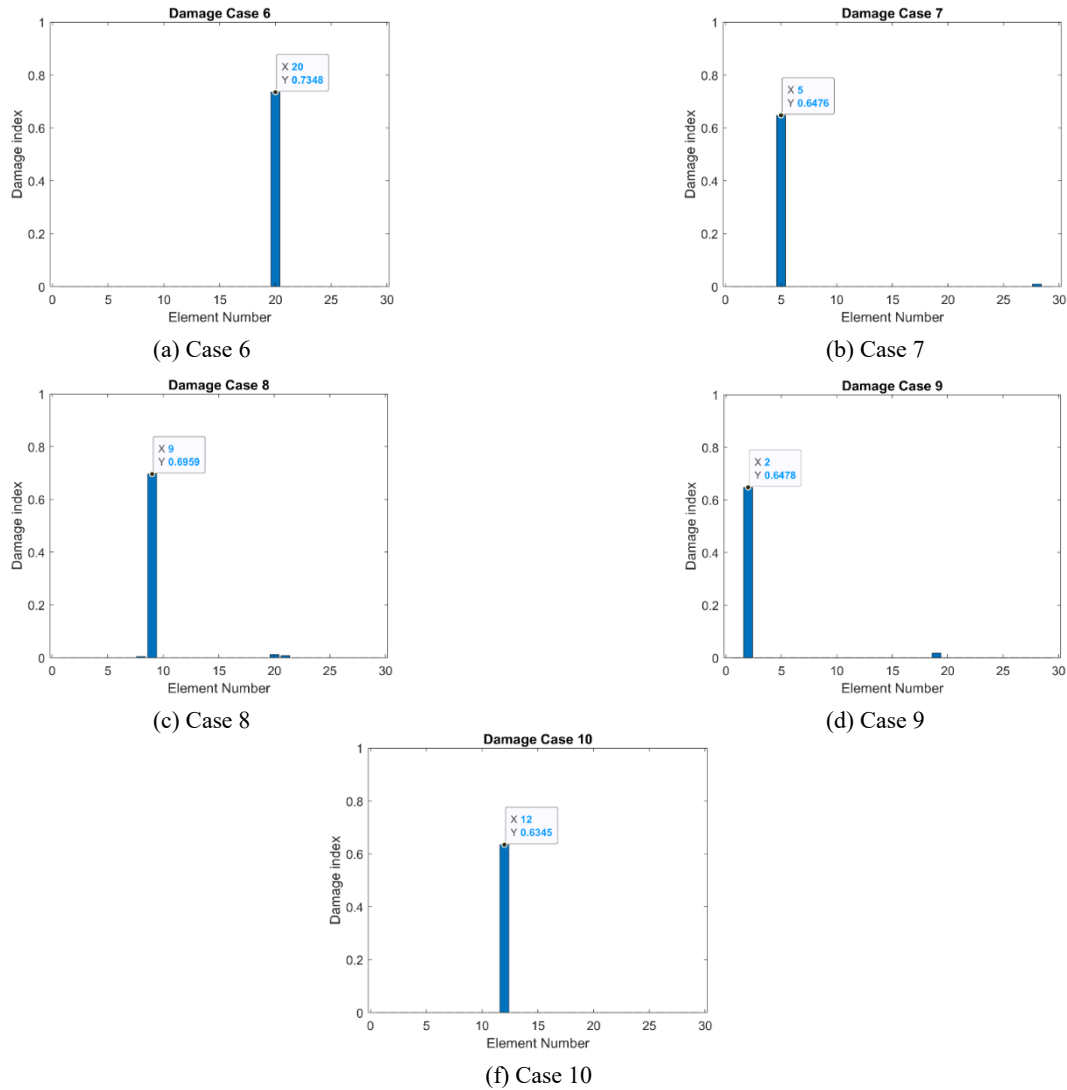 Damage Case 6
1
0.8
0.6
0.4
0.2
0
Damage index
X 20
Y 0.7348
0 5 10 15 20 25 30
Element Number
(a) Case 6
Damage Case 7
1
0.8
0.6
0.4
0.2
0
Damage index
X 5
Y 0.6476
0 5 10 15 20 25 30
Element Number
(b) Case 7
Damage Case 8
1
0.8
0.6
0.4
0.2
0
Damage index
X 9
Y 0.6959
0 5 10 15 20 25 30
Element Number
(c) Case 8
Damage Case 9
1
0.8
0.6
0.4
0.2
0
Damage index
X 2
Y 0.6478
0 5 10 15 20 25 30
Element Number
(d) Case 9
Damage Case 10
1
0.8
0.6
0.4
0.2
0
Damage index
X 12
Y 0.6345
0 5 10 15 20 25 30
Element Number
(f) Case 10